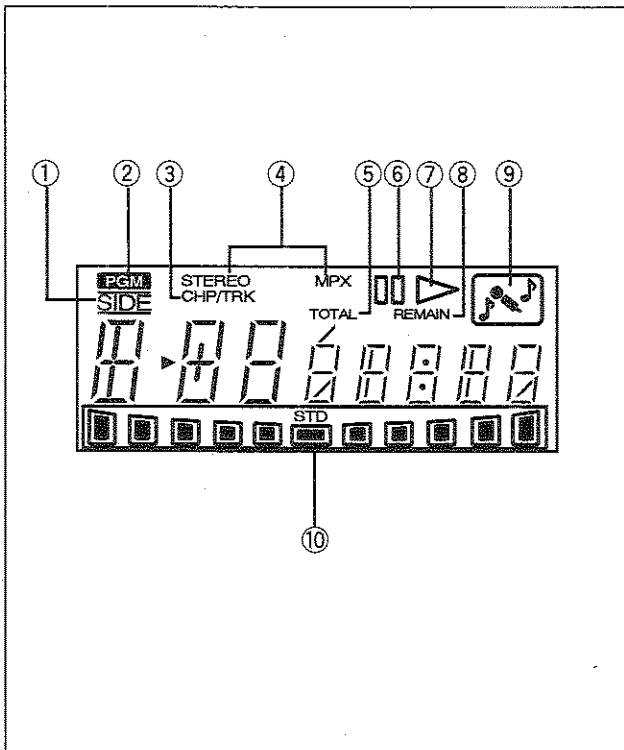 ① ② ③ ④ ⑤ ⑥ ⑦ ⑧ ⑨
PGM STEREO MPX
SIDE CHP/TRK
TOTAL REMAIN
STD
⑩